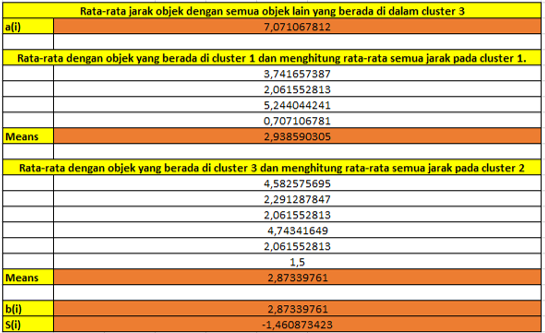 Rata-rata jarak objek dengan semua objek lain yang berada di dalam cluster 3
a(i) 7,071067812
Rata-rata dengan objek yang berada di cluster 1 dan menghitung rata-rata semua jarak pada cluster 1.
3,741657387
2,061552813
5,244044241
0,707106781
Means 2,938590305
Rata-rata dengan objek yang berada di cluster 3 dan menghitung rata-rata semua jarak pada cluster 2
4,582575695
2,291287847
2,061552813
4,74341649
2,061552813
1,5
Means 2,87339761
b(i) 2,87339761
S(i) -1,460873423